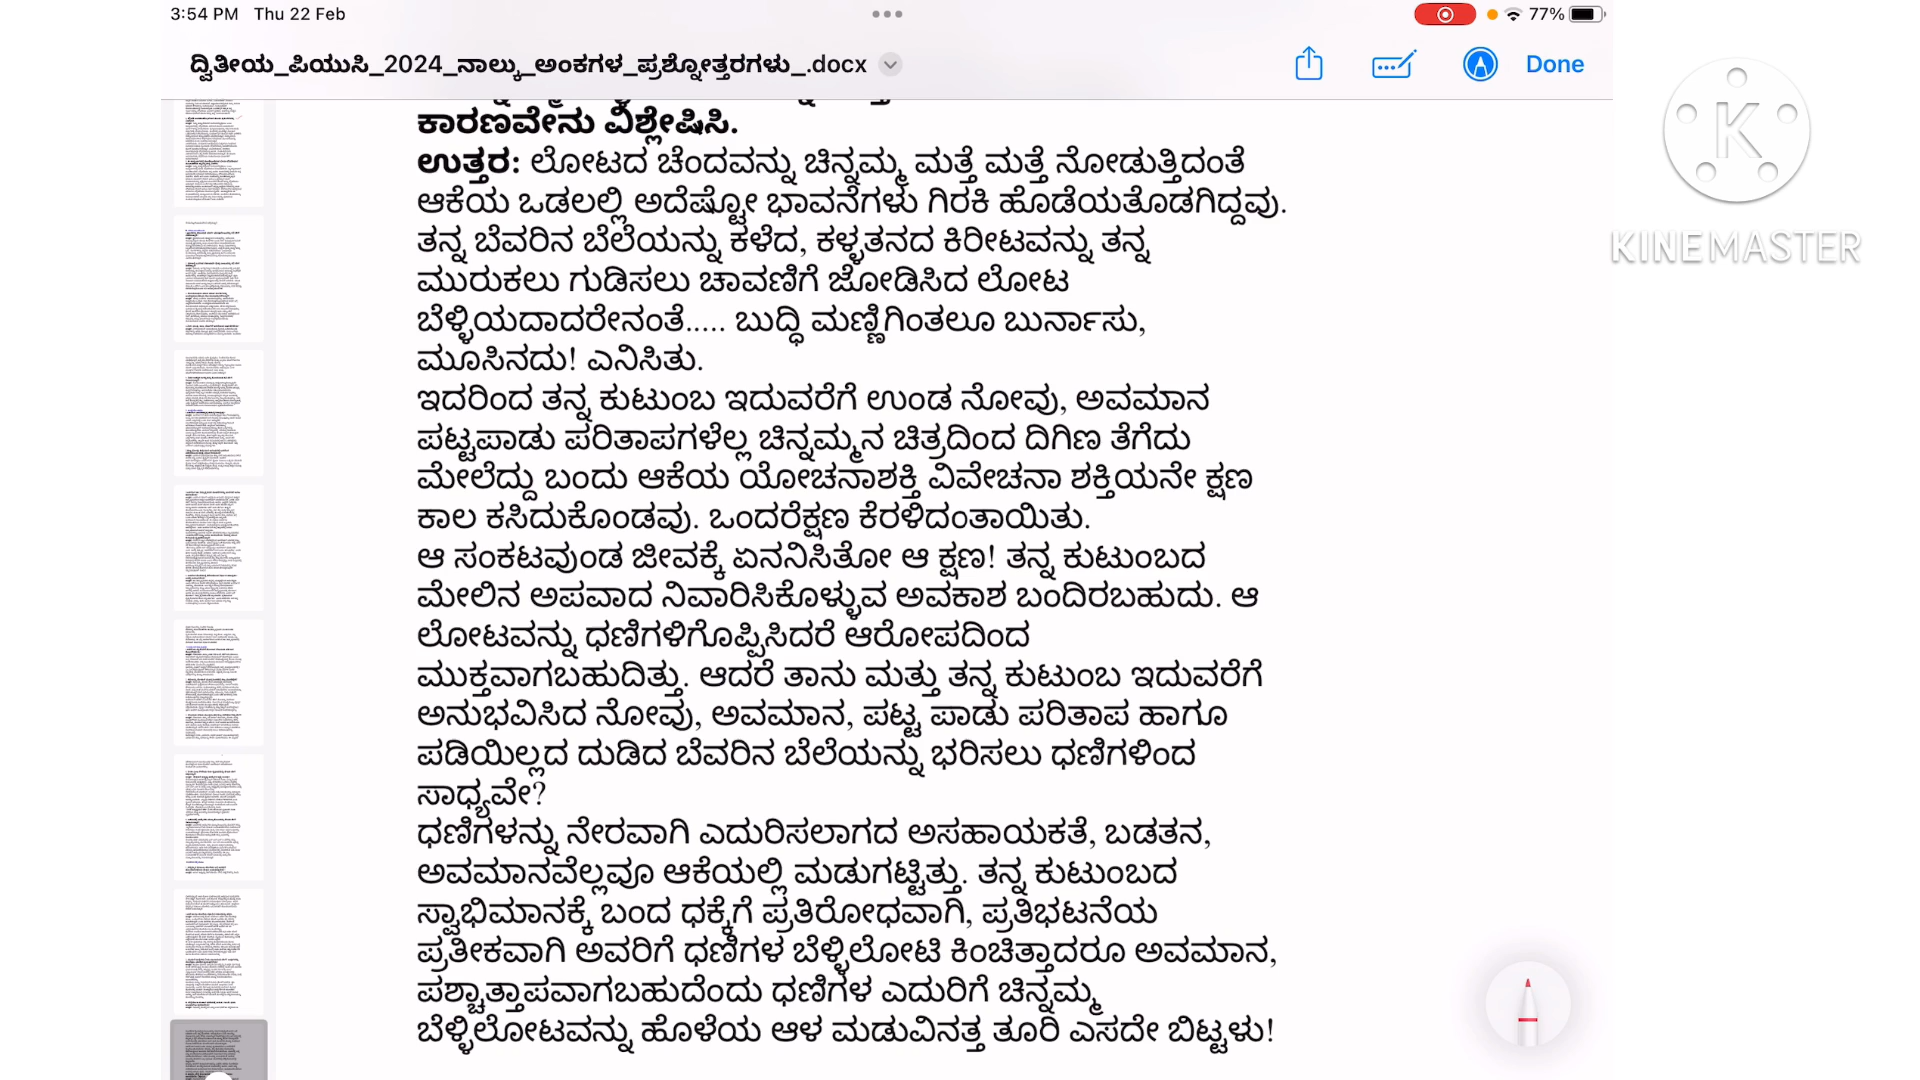 3:54 PM Thu 22 Feb
77%
ದ್ವಿತೀಯ_ಪಿಯುಸಿ_2024_ನಾಲ್ಕು_ಅಂಕಗಳ_ಪ್ರಶ್ನೋತ್ತರಗಳು_.docx
Done
ಕಾರಣವೇನು ವಿಶ್ಲೇಷಿಸಿ.
ಉತ್ತರ: ಲೋಟದ ಚೆಂದವನ್ನು ಚಿನ್ನಮ್ಮ ಮತ್ತೆ ಮತ್ತೆ ನೋಡುತ್ತಿದಂತೆ
ಆಕೆಯ ಒಡಲಲ್ಲಿ ಅದೆಷ್ಟೋ ಭಾವನೆಗಳು ಗಿರಕಿ ಹೊಡೆಯತೊಡಗಿದ್ದವು.
ತನ್ನ ಬೆವರಿನ ಬೆಲೆಯನ್ನು ಕಳೆದ, ಕಳ್ಳತನದ ಕಿರೀಟವನ್ನು ತನ್ನ
ಮುರುಕಲು ಗುಡಿಸಲು ಚಾವಣಿಗೆ ಜೋಡಿಸಿದ ಲೋಟ
ಬೆಳ್ಳಿಯದಾದರೇನಂತೆ..... ಬುದ್ಧಿ ಮಣ್ಣಿಗಿಂತಲೂ ಬುರ್ನಾಸು,
ಮೂಸಿನದು! ಎನಿಸಿತು.
ಇದರಿಂದ ತನ್ನ ಕುಟುಂಬ ಇದುವರೆಗೆ ಉಂಡ ನೋವು, ಅವಮಾನ
ಪಟ್ಟಪಾಡು ಪರಿತಾಪಗಳೆಲ್ಲ ಚಿನ್ನಮ್ಮನ ಚಿತ್ರದಿಂದ ದಿಗಿಣ ತೆಗೆದು
ಮೇಲೆದ್ದು ಬಂದು ಆಕೆಯ ಯೋಚನಾಶಕ್ತಿ ವಿವೇಚನಾ ಶಕ್ತಿಯನೇ ಕ್ಷಣ
ಕಾಲ ಕಸಿದುಕೊಂಡವು. ಒಂದರೆಕ್ಷಣ ಕೆರಳಿದಂತಾಯಿತು.
ಆ ಸಂಕಟವುಂಡ ಜೀವಕ್ಕೆ ಏನನಿಸಿತೋ ಆ ಕ್ಷಣ! ತನ್ನ ಕುಟುಂಬದ
ಮೇಲಿನ ಅಪವಾದ ನಿವಾರಿಸಿಕೊಳ್ಳುವ ಅವಕಾಶ ಬಂದಿರಬಹುದು. ಆ
ಲೋಟವನ್ನು ಧಣಿಗಳಿಗೊಪ್ಪಿಸಿದರೆ ಆರೋಪದಿಂದ
ಮುಕ್ತವಾಗಬಹುದಿತ್ತು. ಆದರೆ ತಾನು ಮತ್ತು ತನ್ನ ಕುಟುಂಬ ಇದುವರೆಗೆ
ಅನುಭವಿಸಿದ ನೋವು, ಅವಮಾನ, ಪಟ್ಟ ಪಾಡು ಪರಿತಾಪ ಹಾಗೂ
ಪಡಿಯಿಲ್ಲದ ದುಡಿದ ಬೆವರಿನ ಬೆಲೆಯನ್ನು ಭರಿಸಲು ಧಣಿಗಳಿಂದ
ಸಾಧ್ಯವೇ?
ಧಣಿಗಳನ್ನು ನೇರವಾಗಿ ಎದುರಿಸಲಾಗದ ಅಸಹಾಯಕತೆ, ಬಡತನ,
ಅವಮಾನವೆಲ್ಲವೂ ಆಕೆಯಲ್ಲಿ ಮಡುಗಟ್ಟಿತ್ತು. ತನ್ನ ಕುಟುಂಬದ
ಸ್ವಾಭಿಮಾನಕ್ಕೆ ಒದಗಿದ ಧಕ್ಕೆಗೆ ಪ್ರತಿರೋಧವಾಗಿ, ಪ್ರತಿಭಟನೆಯ
ಪ್ರತೀಕವಾಗಿ ಅವರಿಗೆ ಧಣಿಗಳ ಬೆಳ್ಳಿಲೋಟ ಕಿಂಚಿತ್ತಾದರೂ ಅವಮಾನ,
ಪಶ್ಚಾತ್ತಾಪವಾಗಬಹುದೆಂದು ಧಣಿಗಳ ಎದುರಿಗೆ ಚಿನ್ನಮ್ಮ
ಬೆಳ್ಳಿಲೋಟವನ್ನು ಹೊಳೆಯ ಆಳ ಮಡುವಿನತ್ತ ತೂರಿ ಎಸದೇ ಬಿಟ್ಟಳು!
K
KINEMASTER